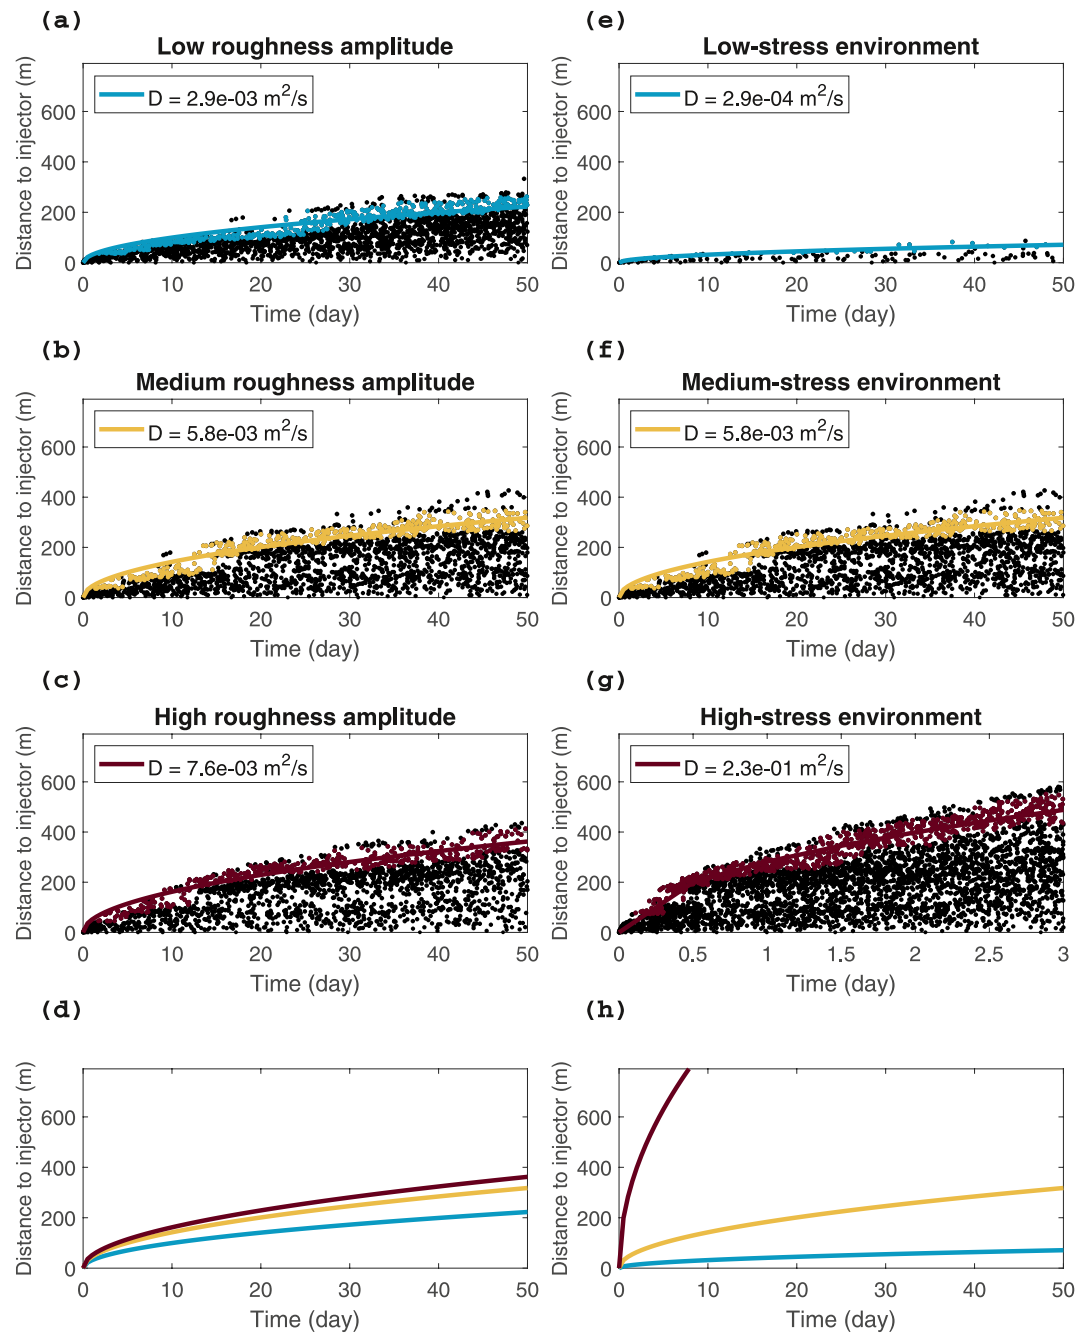 (a)
Low roughness amplitude
D = 2.9e-03 m²/s
Distance to injector (m)
600
400
200
0
0 10 20 30 40 50
Time (day)
(e)
Low-stress environment
D = 2.9e-04 m²/s
Distance to injector (m)
600
400
200
0
0 10 20 30 40 50
Time (day)
(b)
Medium roughness amplitude
D = 5.8e-03 m²/s
Distance to injector (m)
600
400
200
0
0 10 20 30 40 50
Time (day)
(f)
Medium-stress environment
D = 5.8e-03 m²/s
Distance to injector (m)
600
400
200
0
0 10 20 30 40 50
Time (day)
(c)
High roughness amplitude
D = 7.6e-03 m²/s
Distance to injector (m)
600
400
200
0
0 10 20 30 40 50
Time (day)
(g)
High-stress environment
D = 2.3e-01 m²/s
Distance to injector (m)
600
400
200
0
0.5 1 1.5 2 2.5 3
Time (day)
(d)
Distance to injector (m)
600
400
200
0
0 10 20 30 40 50
Time (day)
(h)
Distance to injector (m)
600
400
200
0
0 10 20 30 40 50
Time (day)